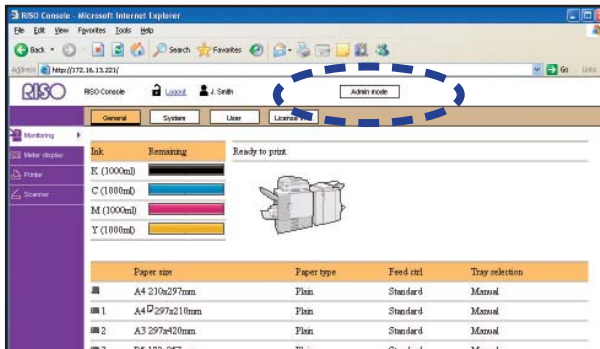 RISO Console - Microsoft Internet Explorer
File Edit View Favorites Tools Help
Back Search Favorites
Address http://172.16.13.221/ Go Links
RISO RISO Console Logout J. Smith Admin mode
General System User License
Monitoring
Meter display
Printer
Scanner
Ink Remaining Ready to print.
K (1000ml)
C (1000ml)
M (1000ml)
Y (1000ml)
Paper size Paper type Feed ctrl Tray selection
A4 210x297mm Plain Standard Manual
1 A4 297x210mm Plain Standard Manual
2 A3 297x420mm Plain Standard Manual